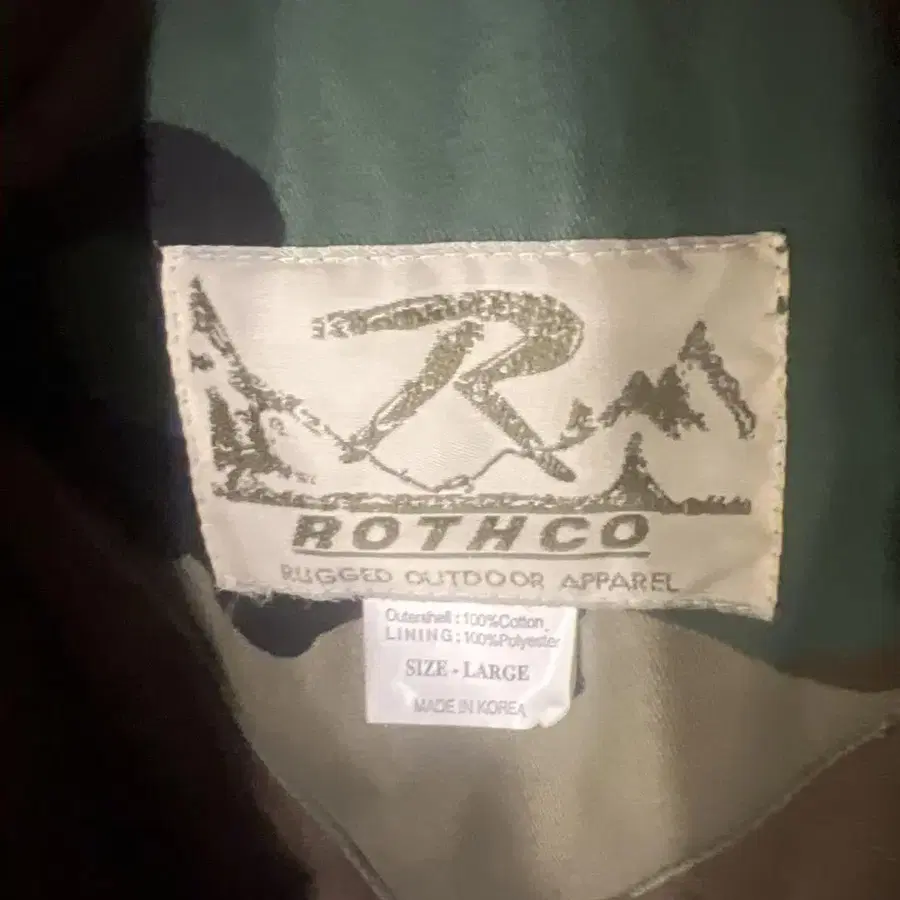 R
ROTHCO
RUGGED OUTDOOR APPAREL
Outershell : 100%Cotton
LINING : 100%Polyester
SIZE - LARGE
MADE IN KOREA